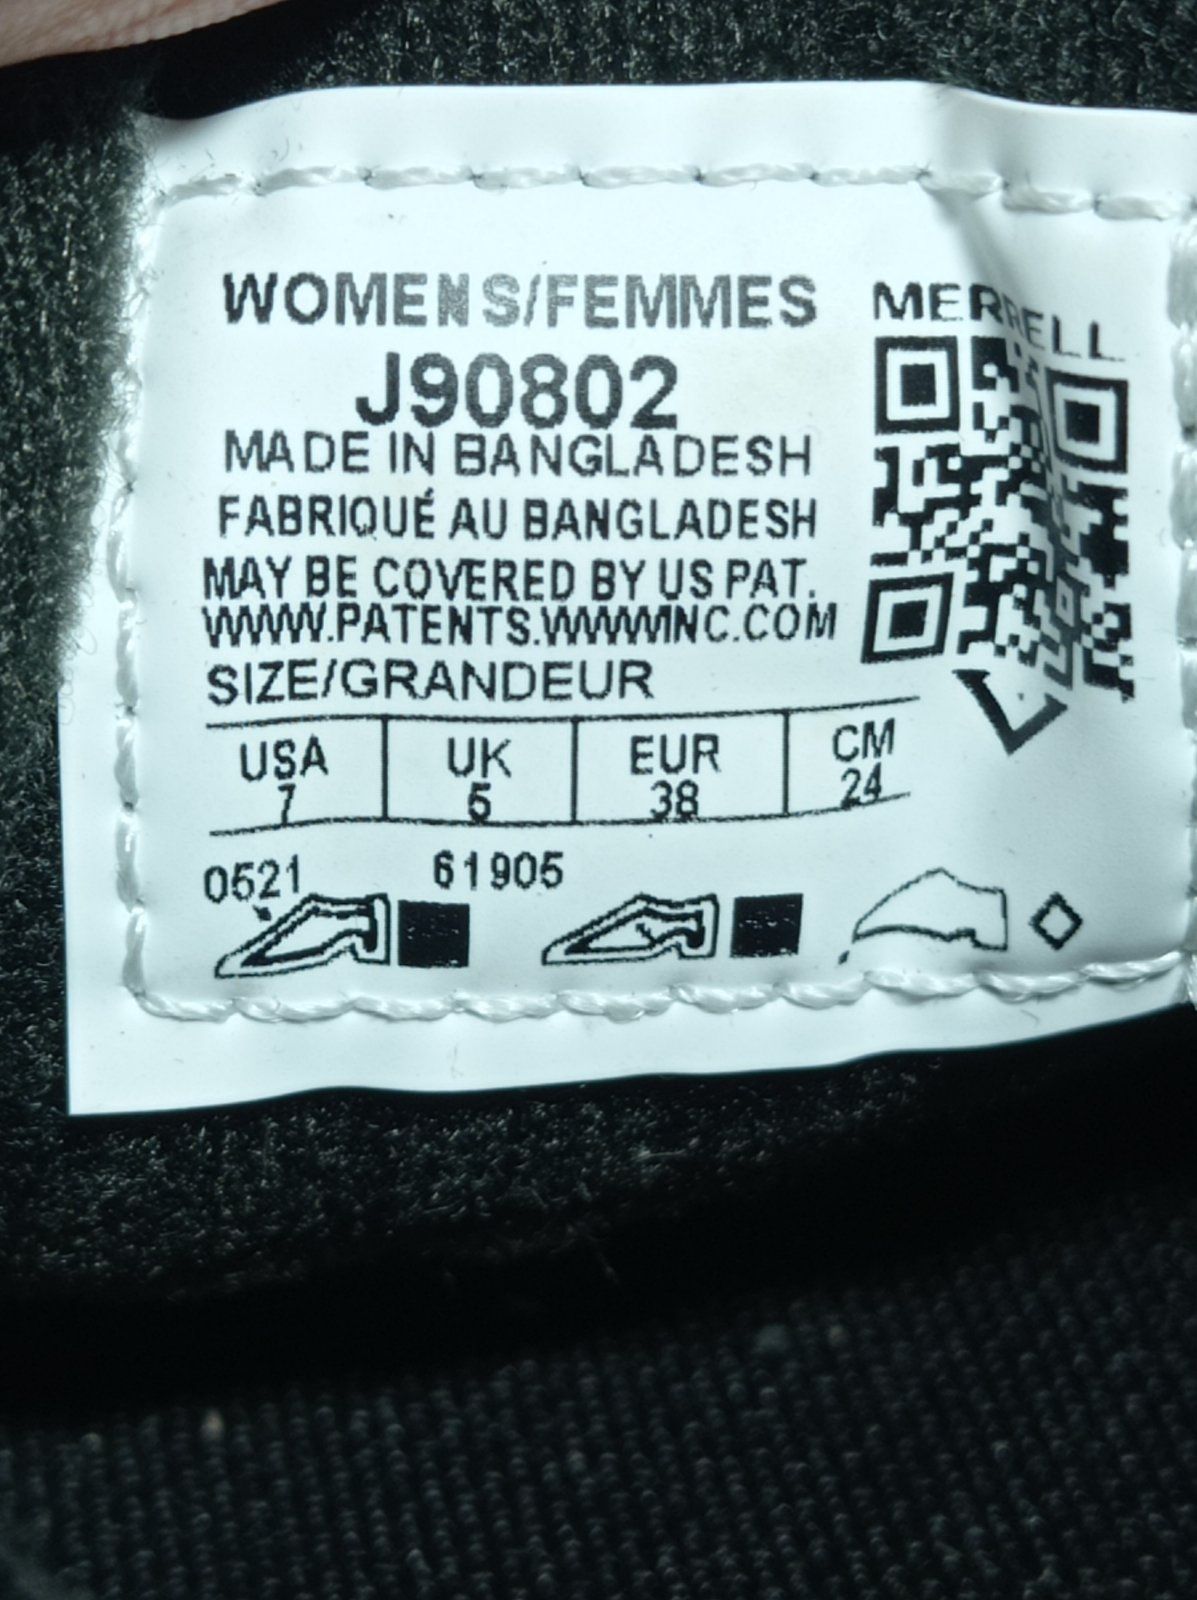 WOMENS/FEMMES
MERRELL
J90802
MADE IN BANGLADESH
FABRIQUÉ AU BANGLADESH
MAY BE COVERED BY US PAT.
WWW.PATENTS.WWWINC.COM
SIZE/GRANDEUR
USA UK EUR CM
7 5 38 24
0521 61905